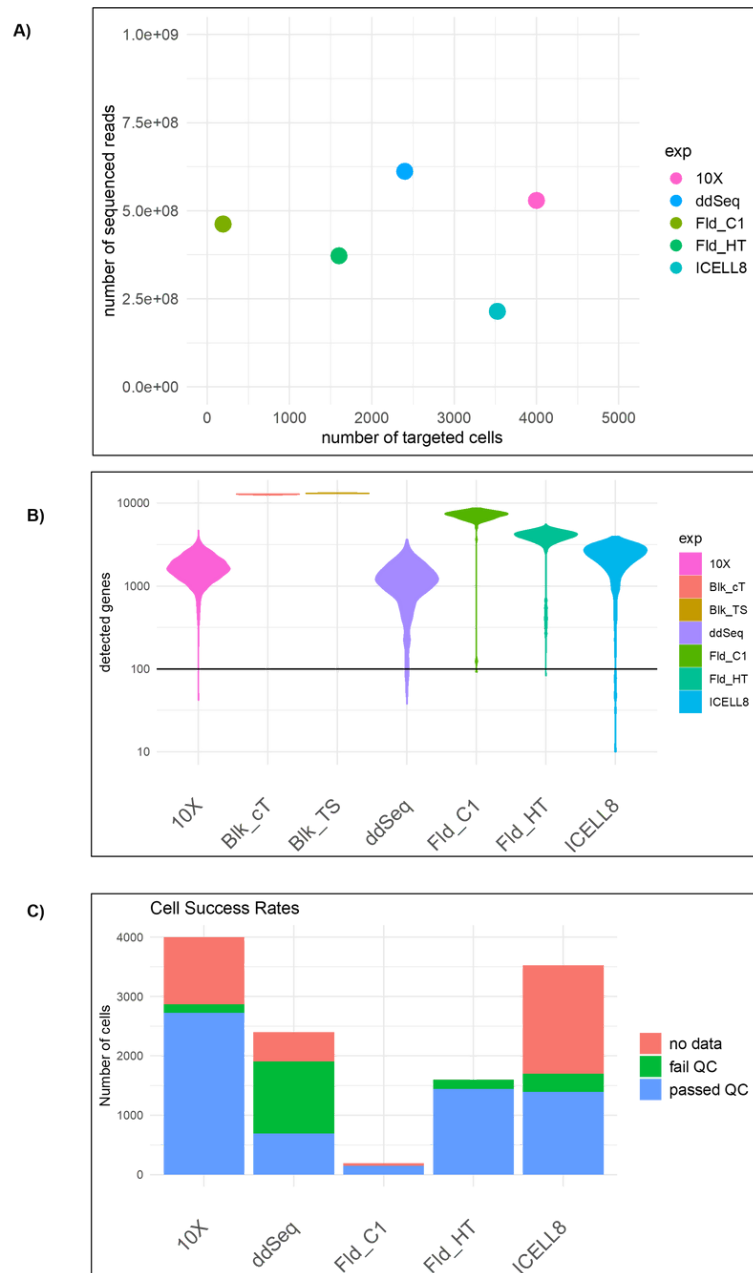 A)
1.0e+09
7.5e+08
5.0e+08
2.5e+08
0.0e+00
number of sequenced reads
0 1000 2000 3000 4000 5000
number of targeted cells
exp
10X
ddSeq
Fld_C1
Fld_HT
ICELL8
B)
10000
1000
100
10
detected genes
10X Blk_cT Blk_TS ddSeq Fld_C1 Fld_HT ICELL8
exp
10X
Blk_cT
Blk_TS
ddSeq
Fld_C1
Fld_HT
ICELL8
C)
Cell Success Rates
4000
3000
2000
1000
0
Number of cells
10X ddSeq Fld_C1 Fld_HT ICELL8
no data
fail QC
passed QC